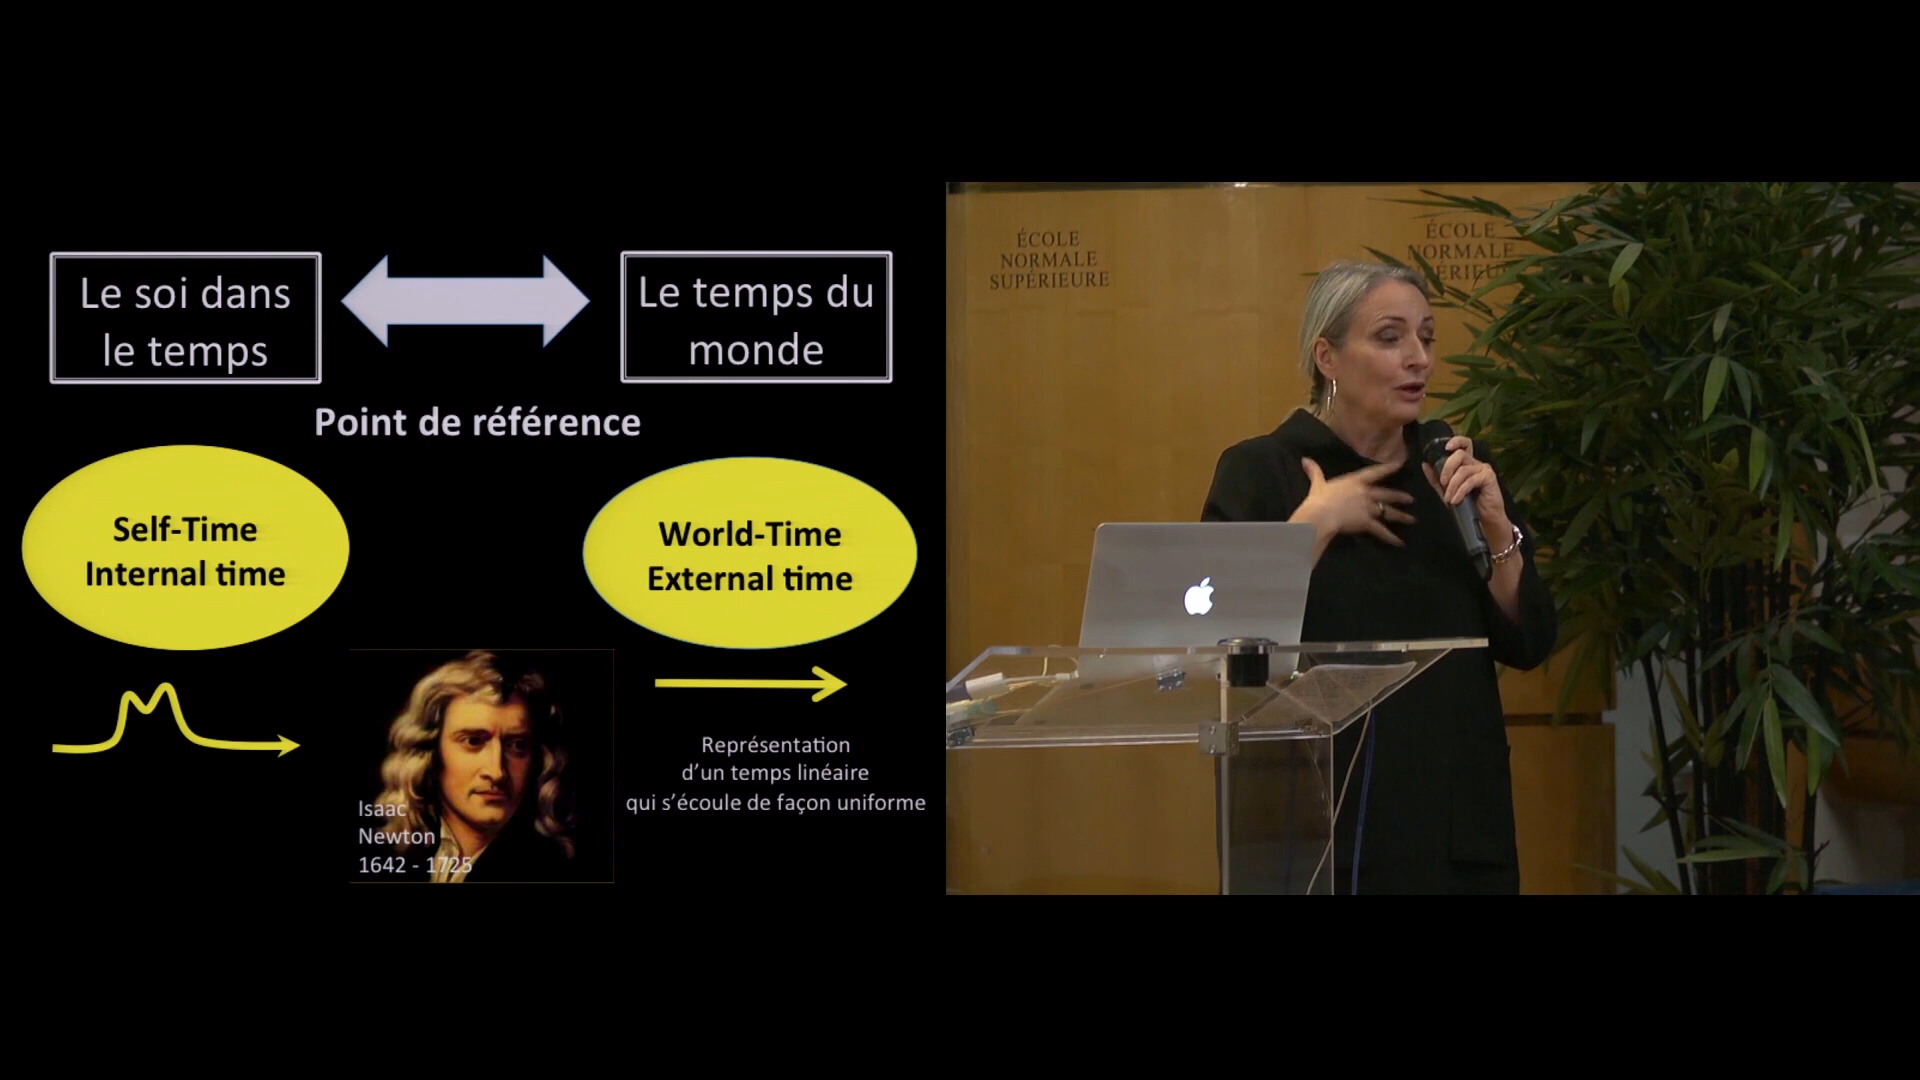 Le soi dans
le temps
Le temps du
monde
Point de référence
Self-Time
Internal time
World-Time
External time
Isaac
Newton
1642 - 1725
Représentation
d’un temps linéaire
qui s’écoule de façon uniforme
ÉCOLE
NORMALE
SUPÉRIEURE
ÉCOLE
NORMALE